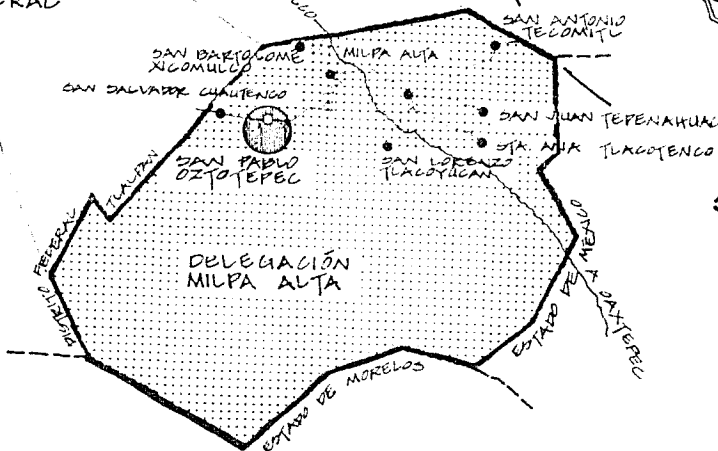 SAN ANTONIO
TECOMITL
SAN BARTOLOME
XICOMULCO
MILPA ALTA
SAN SALVADOR CUAUTENCO
SAN JUAN TEPENAHUAC
STA. ANA TLACOTENCO
SAN PABLO
OZTOTEPEC
SAN LORENZO
TLACOYUCAN
TLALPAN
DISTRITO FEDERAL
DELEGACIÓN
MILPA ALTA
ESTADO DE MEXICO
A OAXTEPEC
ESTADO DE MORELOS